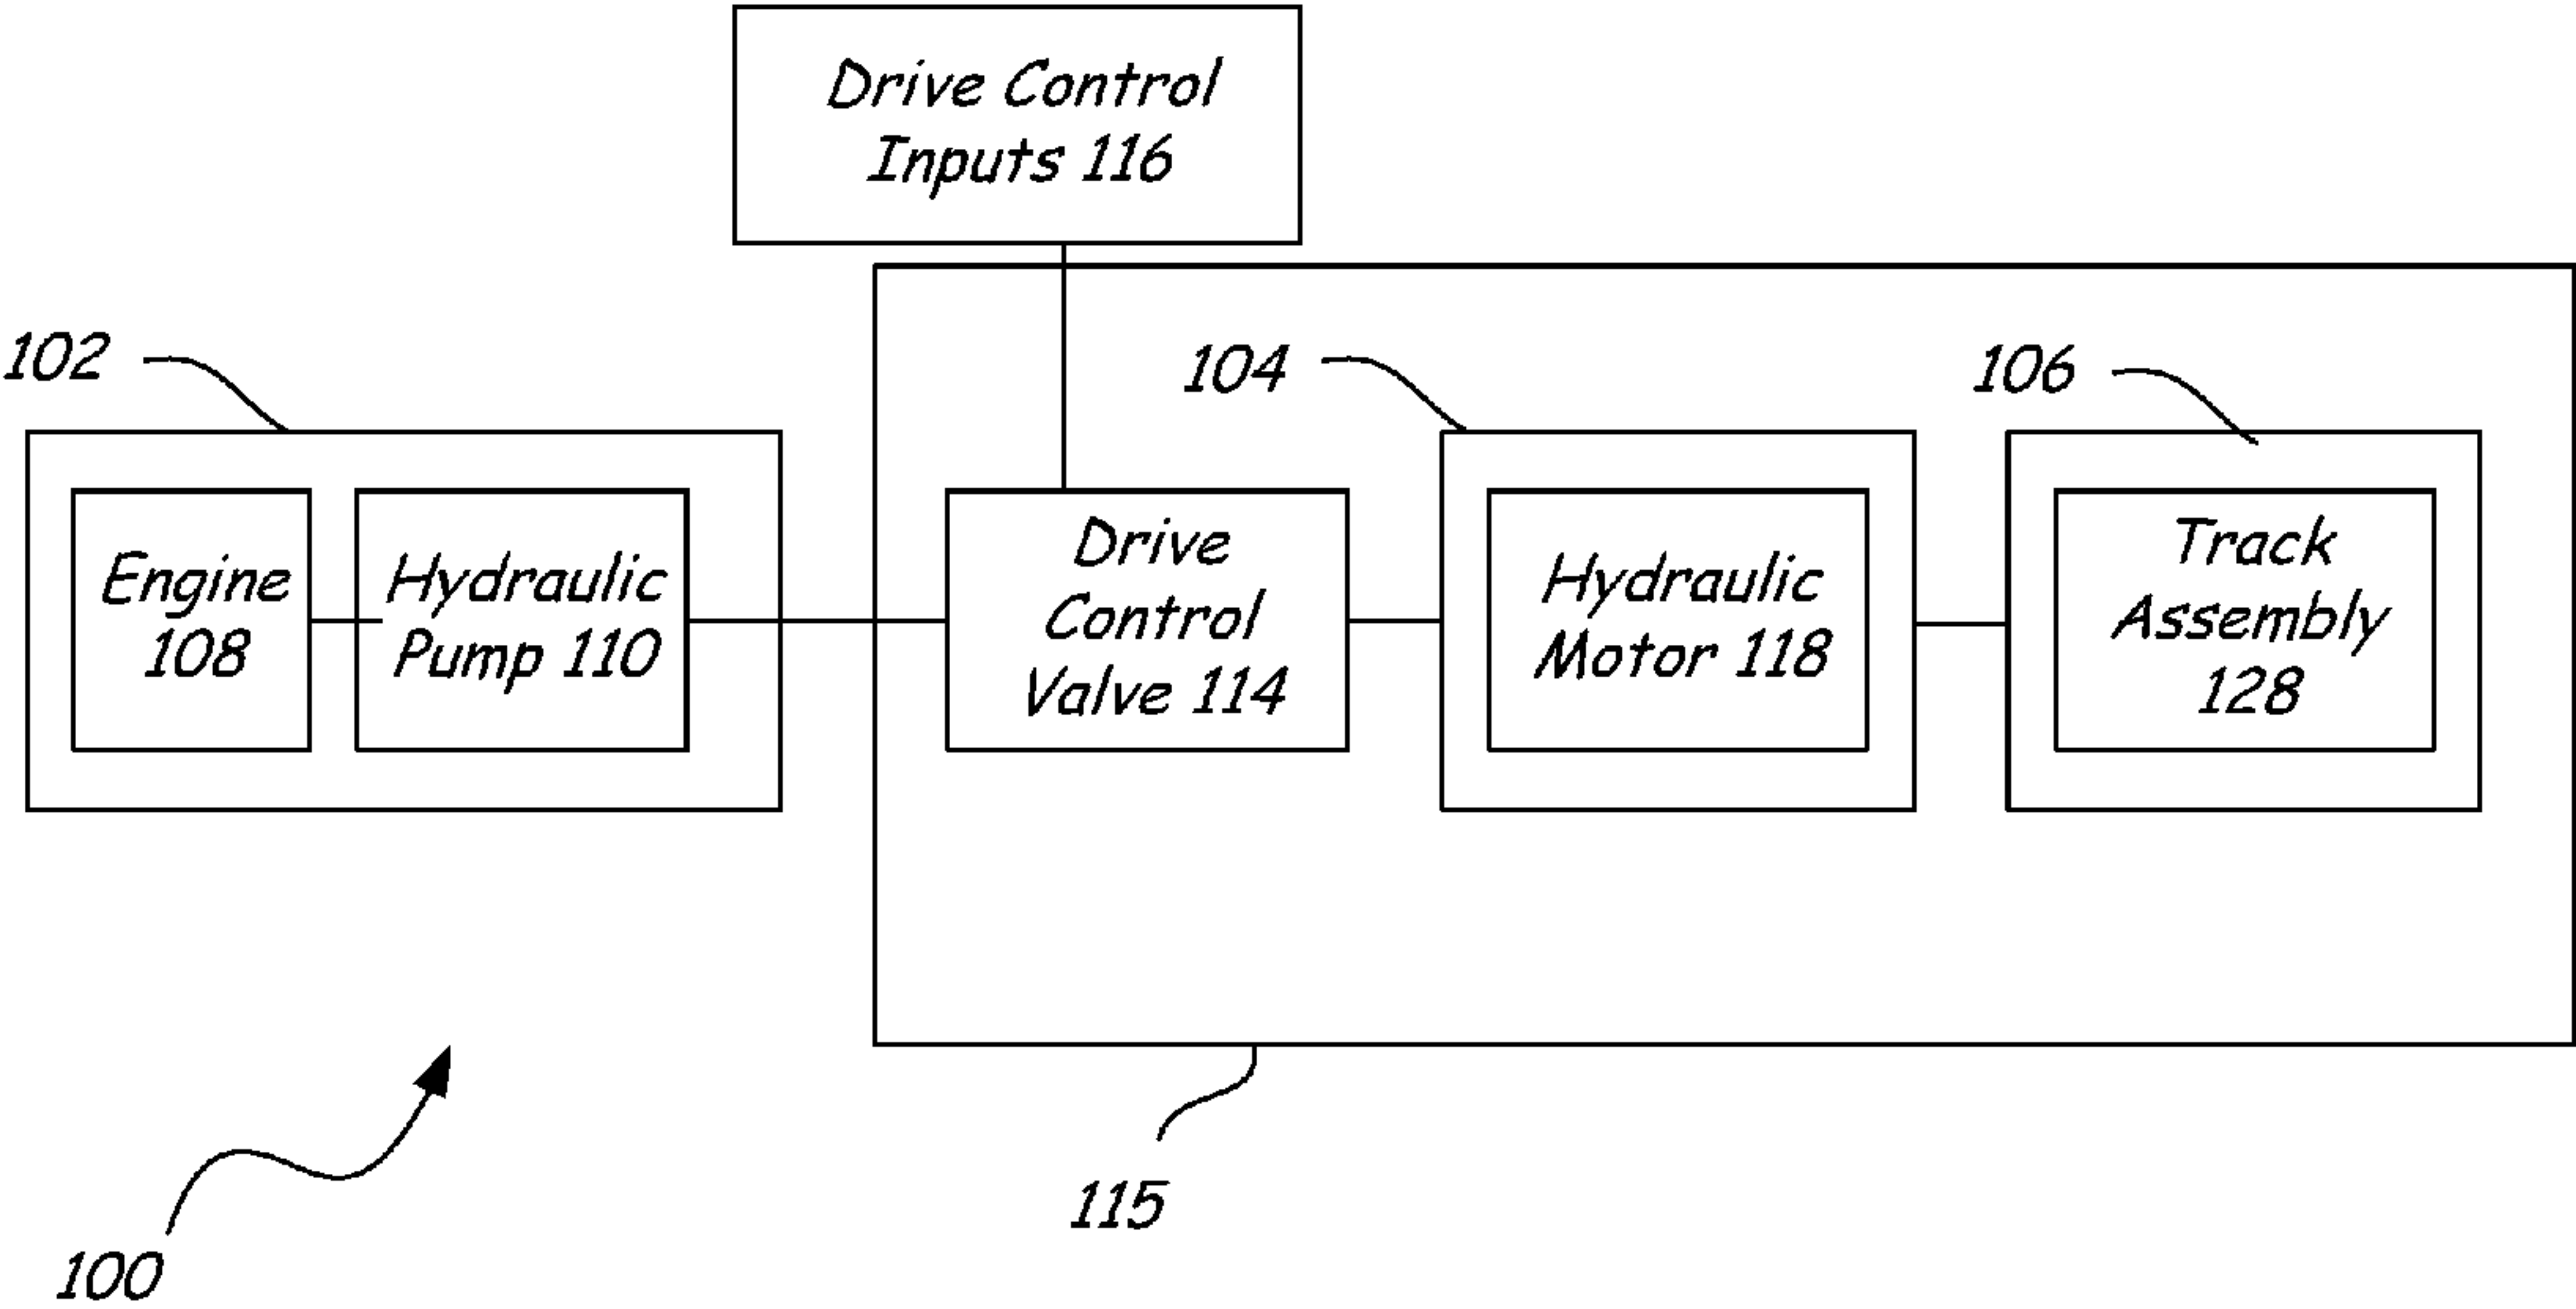 Drive Control
Inputs 116
102
104
106
Engine
108
Hydraulic
Pump 110
Drive
Control
Valve 114
Hydraulic
Motor 118
Track
Assembly
128
115
100